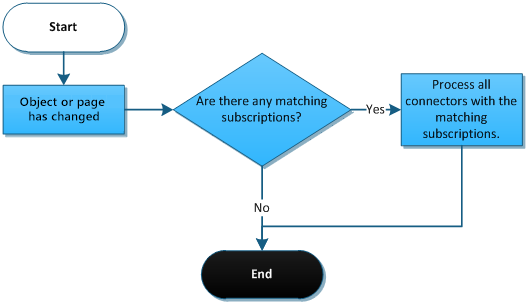 Start
Object or page
has changed
Are there any matching
subscriptions?
Yes
Process all
connectors with the
matching
subscriptions.
No
End